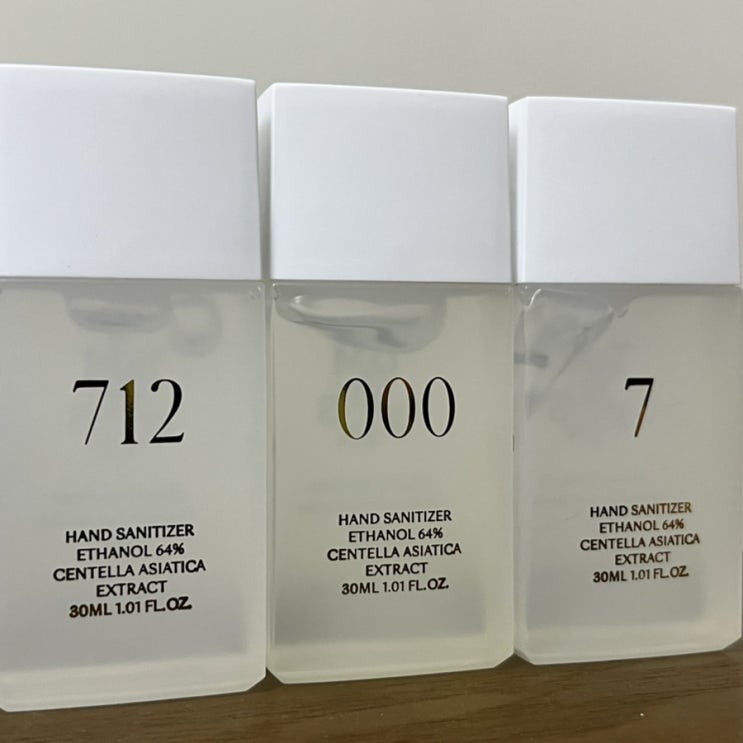 712
HAND SANITIZER
ETHANOL 64%
CENTELLA ASIATICA
EXTRACT
30ML 1.01 FL.OZ.
000
HAND SANITIZER
ETHANOL 64%
CENTELLA ASIATICA
EXTRACT
30ML 1.01 FL.OZ.
7
HAND SANITIZER
ETHANOL 64%
CENTELLA ASIATICA
EXTRACT
30ML 1.01 FL.OZ.